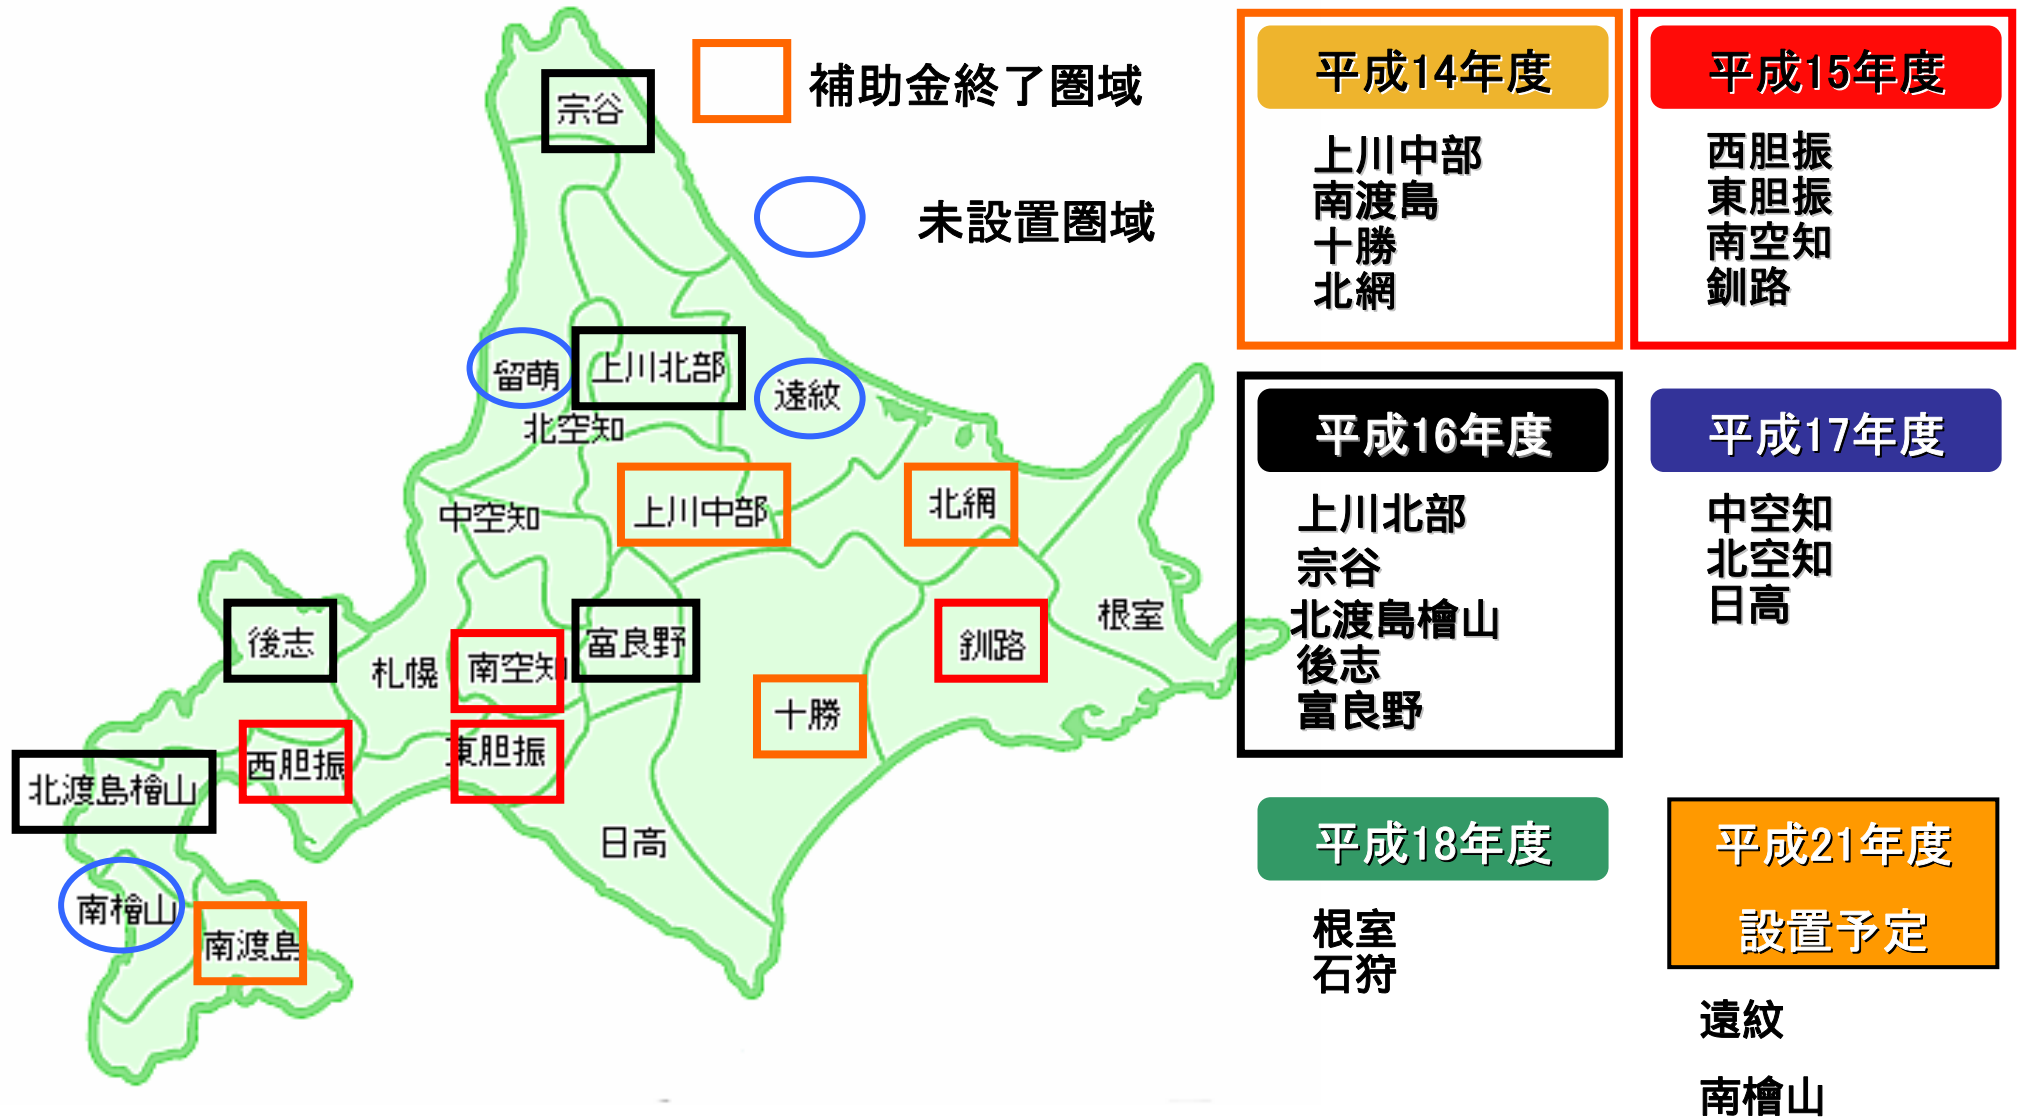 補助金終了圏域
未設置圏域
宗谷
留萌
上川北部
遠紋
北空知
上川中部
北網
中空知
後志
札幌
南空知
富良野
釧路
根室
十勝
西胆振
東胆振
北渡島檜山
日高
南檜山
南渡島
平成14年度
上川中部
南渡島
十勝
北網
平成15年度
西胆振
東胆振
南空知
釧路
平成16年度
上川北部
宗谷
北渡島檜山
後志
富良野
平成17年度
中空知
北空知
日高
平成18年度
根室
石狩
平成21年度
設置予定
遠紋
南檜山